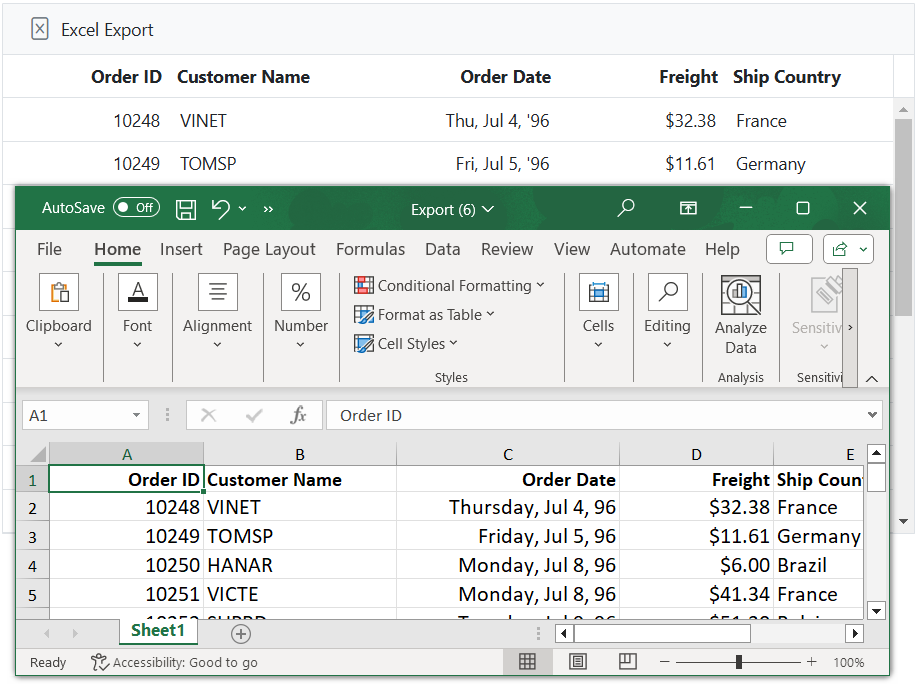 Excel Export
Order ID Customer Name Order Date Freight Ship Country
10248 VINET Thu, Jul 4, '96 $32.38 France
10249 TOMSP Fri, Jul 5, '96 $11.61 Germany
AutoSave Off Export (6)
File Home Insert Page Layout Formulas Data Review View Automate Help
Clipboard Font Alignment Number
Conditional Formatting
Format as Table
Cell Styles
Styles
Cells Editing Analyze Data
Analysis
Sensitiv
Sensitivi
A1 fx Order ID
A B C D E
1 Order ID Customer Name Order Date Freight Ship Coun
2 10248 VINET Thursday, Jul 4, 96 $32.38 France
3 10249 TOMSP Friday, Jul 5, 96 $11.61 Germany
4 10250 HANAR Monday, Jul 8, 96 $6.00 Brazil
5 10251 VICTE Monday, Jul 8, 96 $41.34 France
Sheet1
Ready Accessibility: Good to go 100%